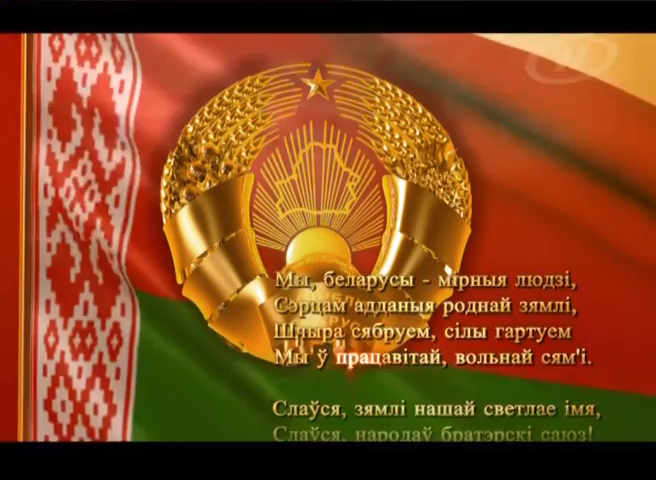 Мы, беларусы - мірныя людзі,
Сэрцам адданыя роднай зямлі,
Шчыра сябруем, сілы гартуем
Мы ў працавітай, вольнай сям'і.
Слаўся, зямлі нашай светлае імя,
Слаўся, народаў братэрскі саюз!